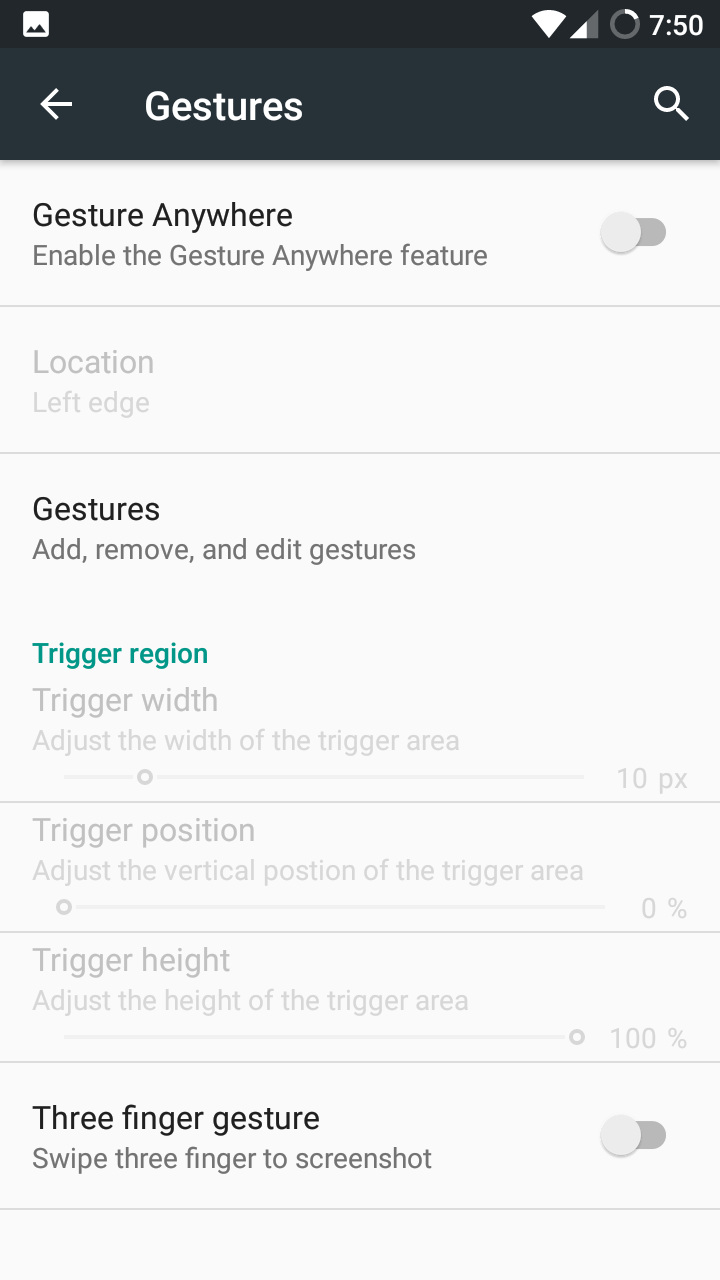 7:50
Gestures
Gesture Anywhere
Enable the Gesture Anywhere feature
Location
Left edge
Gestures
Add, remove, and edit gestures
Trigger region
Trigger width
Adjust the width of the trigger area
10 px
Trigger position
Adjust the vertical postion of the trigger area
0 %
Trigger height
Adjust the height of the trigger area
100 %
Three finger gesture
Swipe three finger to screenshot